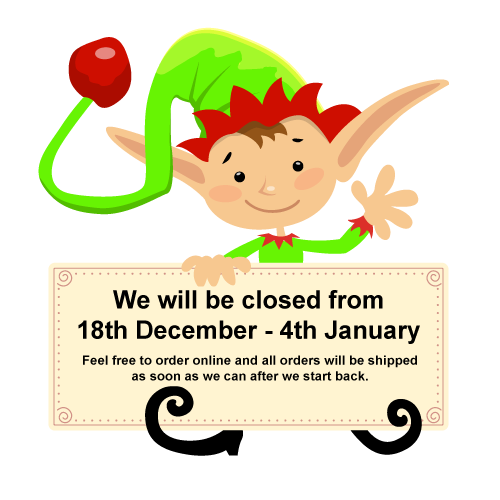 We will be closed from
18th December - 4th January
Feel free to order online and all orders will be shipped
as soon as we can after we start back.